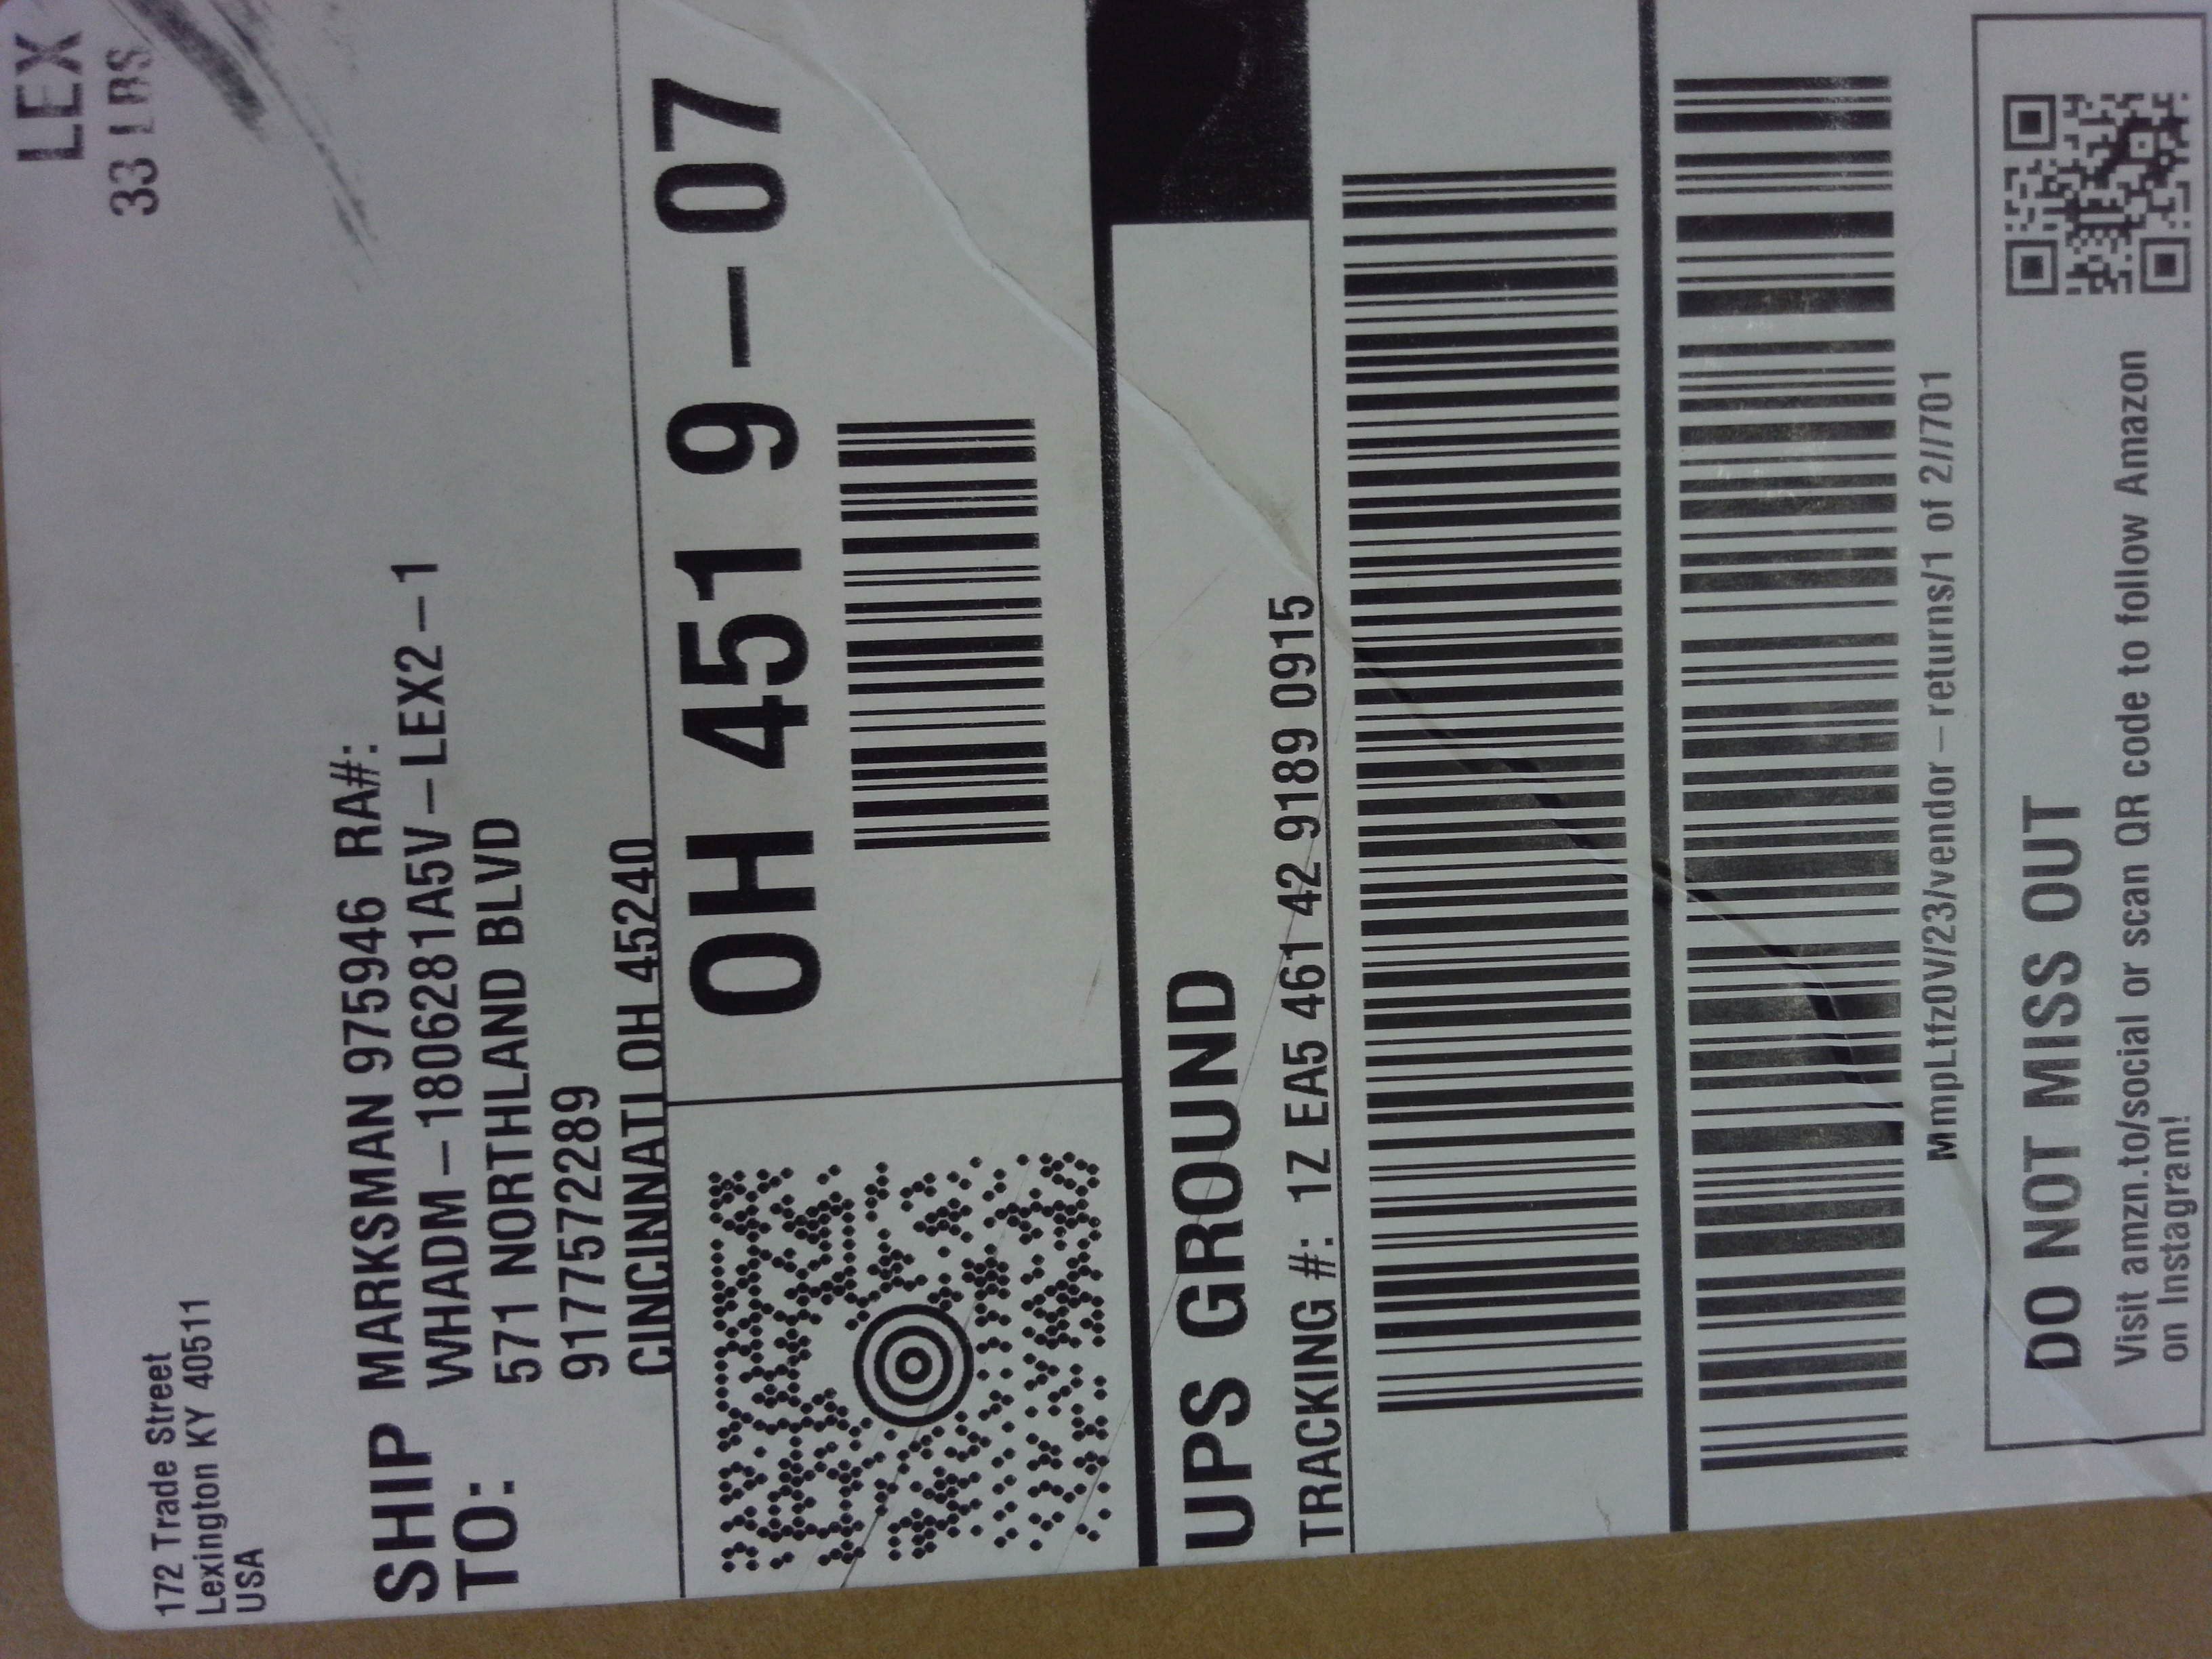 LEX
33 LBS
172 Trade Street
Lexington KY 40511
USA
SHIP
TO:
MARKSMAN 975946 RA#:
WHADM-1806281A5V-LEX2-1
571 NORTHLAND BLVD
9177572289
CINCINNATI OH 45240
OH 451 9-07
UPS GROUND
TRACKING #: 1Z EA5 461 42 9189 0915
MmpLtfz0V/23/vendor-returns/1 of 2//701
DO NOT MISS OUT
Visit amzn.to/social or scan QR code to follow Amazon
on Instagram!